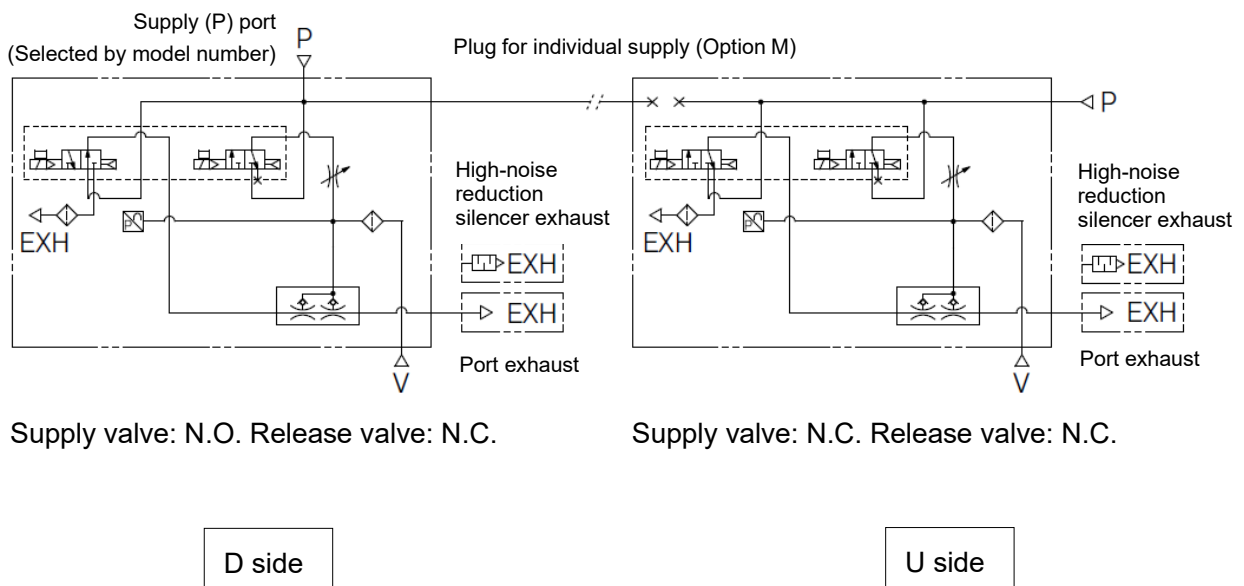 Supply (P) port
(Selected by model number)
P
Plug for individual supply (Option M)
P
High-noise
reduction
silencer exhaust
EXH
P
EXH
EXH
Port exhaust
V
High-noise
reduction
silencer exhaust
EXH
P
EXH
EXH
Port exhaust
V
Supply valve: N.O. Release valve: N.C.
Supply valve: N.C. Release valve: N.C.
D side
U side